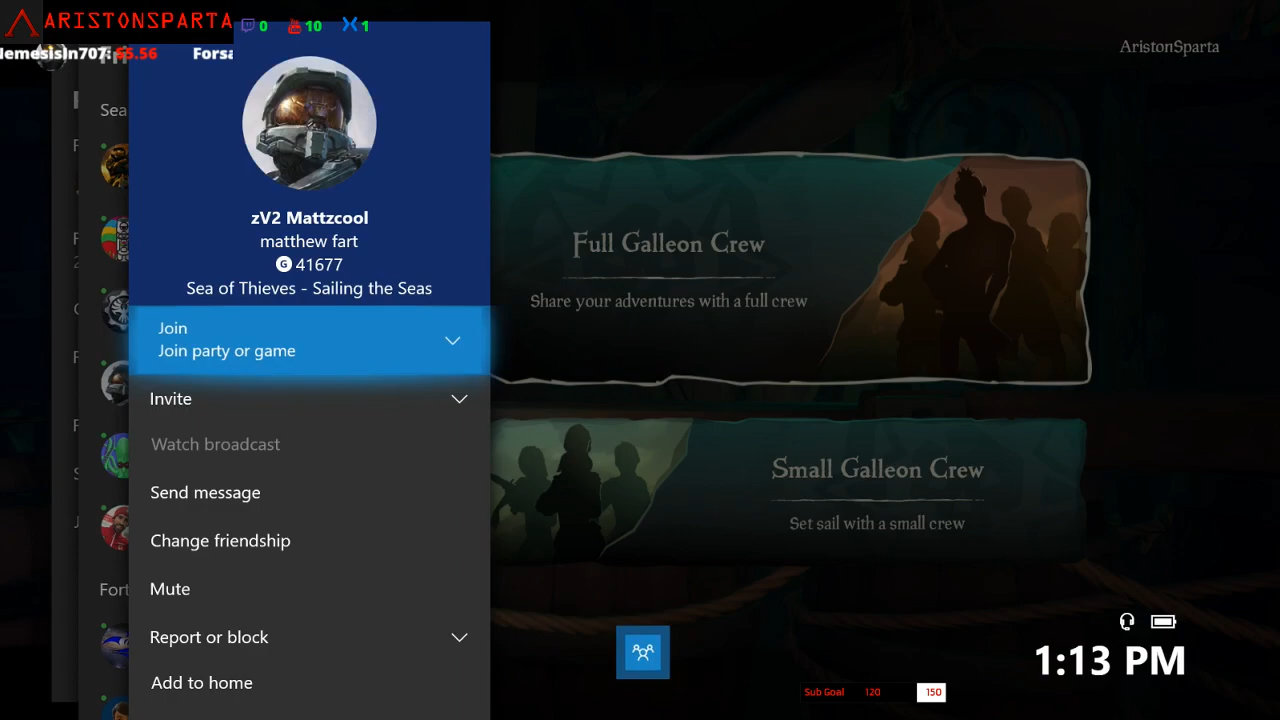 ARISTONSPARTA
0 10 1
NemesisIn707: $5.56 Forsa
AristonSparta
Sea
zV2 Mattzcool
matthew fart
G 41677
Sea of Thieves - Sailing the Seas
Join
Join party or game
Invite
Watch broadcast
Send message
Change friendship
Mute
Report or block
Add to home
Fort
Full Galleon Crew
Share your adventures with a full crew
Small Galleon Crew
Set sail with a small crew
1:13 PM
Sub Goal 120 150